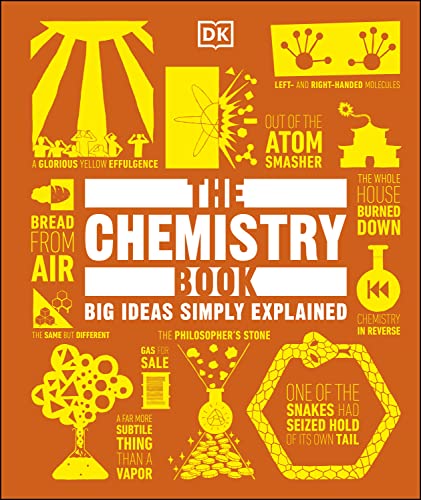 DK
LEFT- AND RIGHT-HANDED MOLECULES
A GLORIOUS YELLOW EFFULGENCE
OUT OF THE
ATOM
SMASHER
THE WHOLE
HOUSE
BURNED
DOWN
BREAD
FROM
AIR
THE
CHEMISTRY
BOOK
BIG IDEAS SIMPLY EXPLAINED
CHEMISTRY
IN REVERSE
THE SAME BUT DIFFERENT
THE PHILOSOPHER'S STONE
GAS FOR
SALE
A FAR MORE
SUBTILE
THING
THAN A
VAPOR
ONE OF THE
SNAKES HAD
SEIZED HOLD
OF ITS OWN TAIL